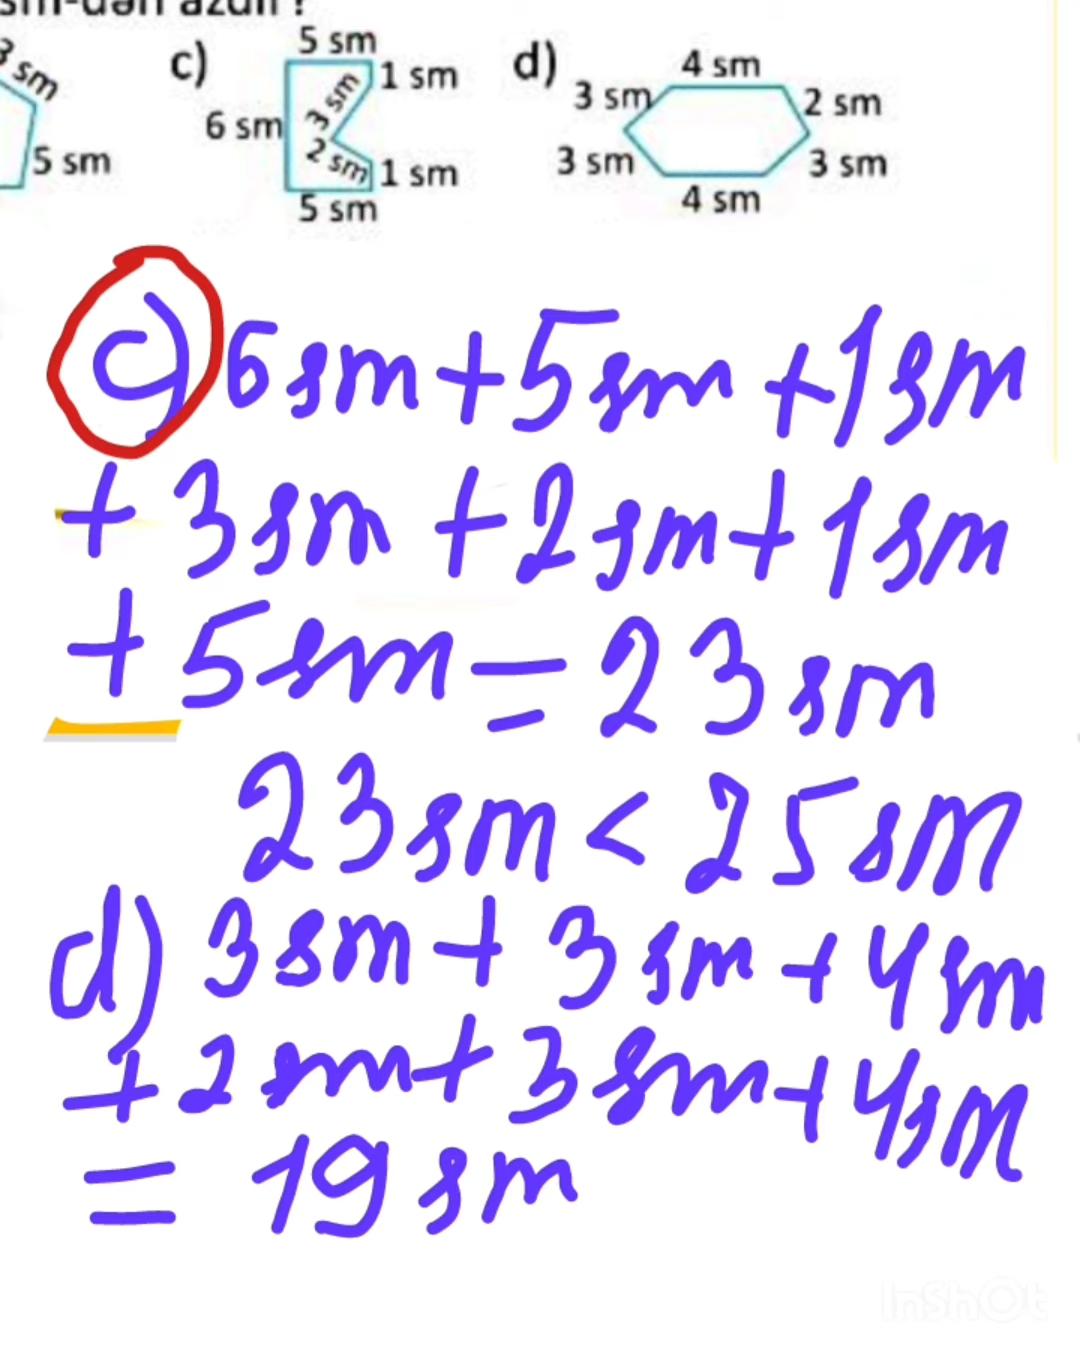 azdır ?
3 sm
5 sm
c)
5 sm
1 sm
6 sm
3 sm
2 sm
1 sm
5 sm
d)
4 sm
3 sm
2 sm
3 sm
3 sm
4 sm
c) 6 sm + 5 sm + 1 sm
+ 3 sm + 2 sm + 1 sm
+ 5 sm = 23 sm
23 sm < 25 sm
d) 3 sm + 3 sm + 4 sm
+ 2 sm + 3 sm + 4 sm
= 19 sm
InShOt